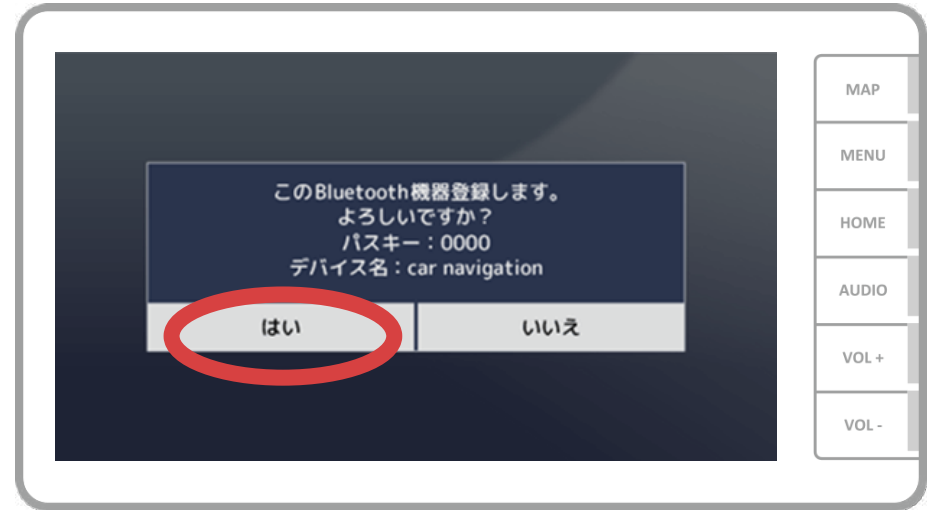 このBluetooth機器登録します。
よろしいですか？
パスキー：0000
デバイス名：car navigation
はい
いいえ
MAP
MENU
HOME
AUDIO
VOL +
VOL -